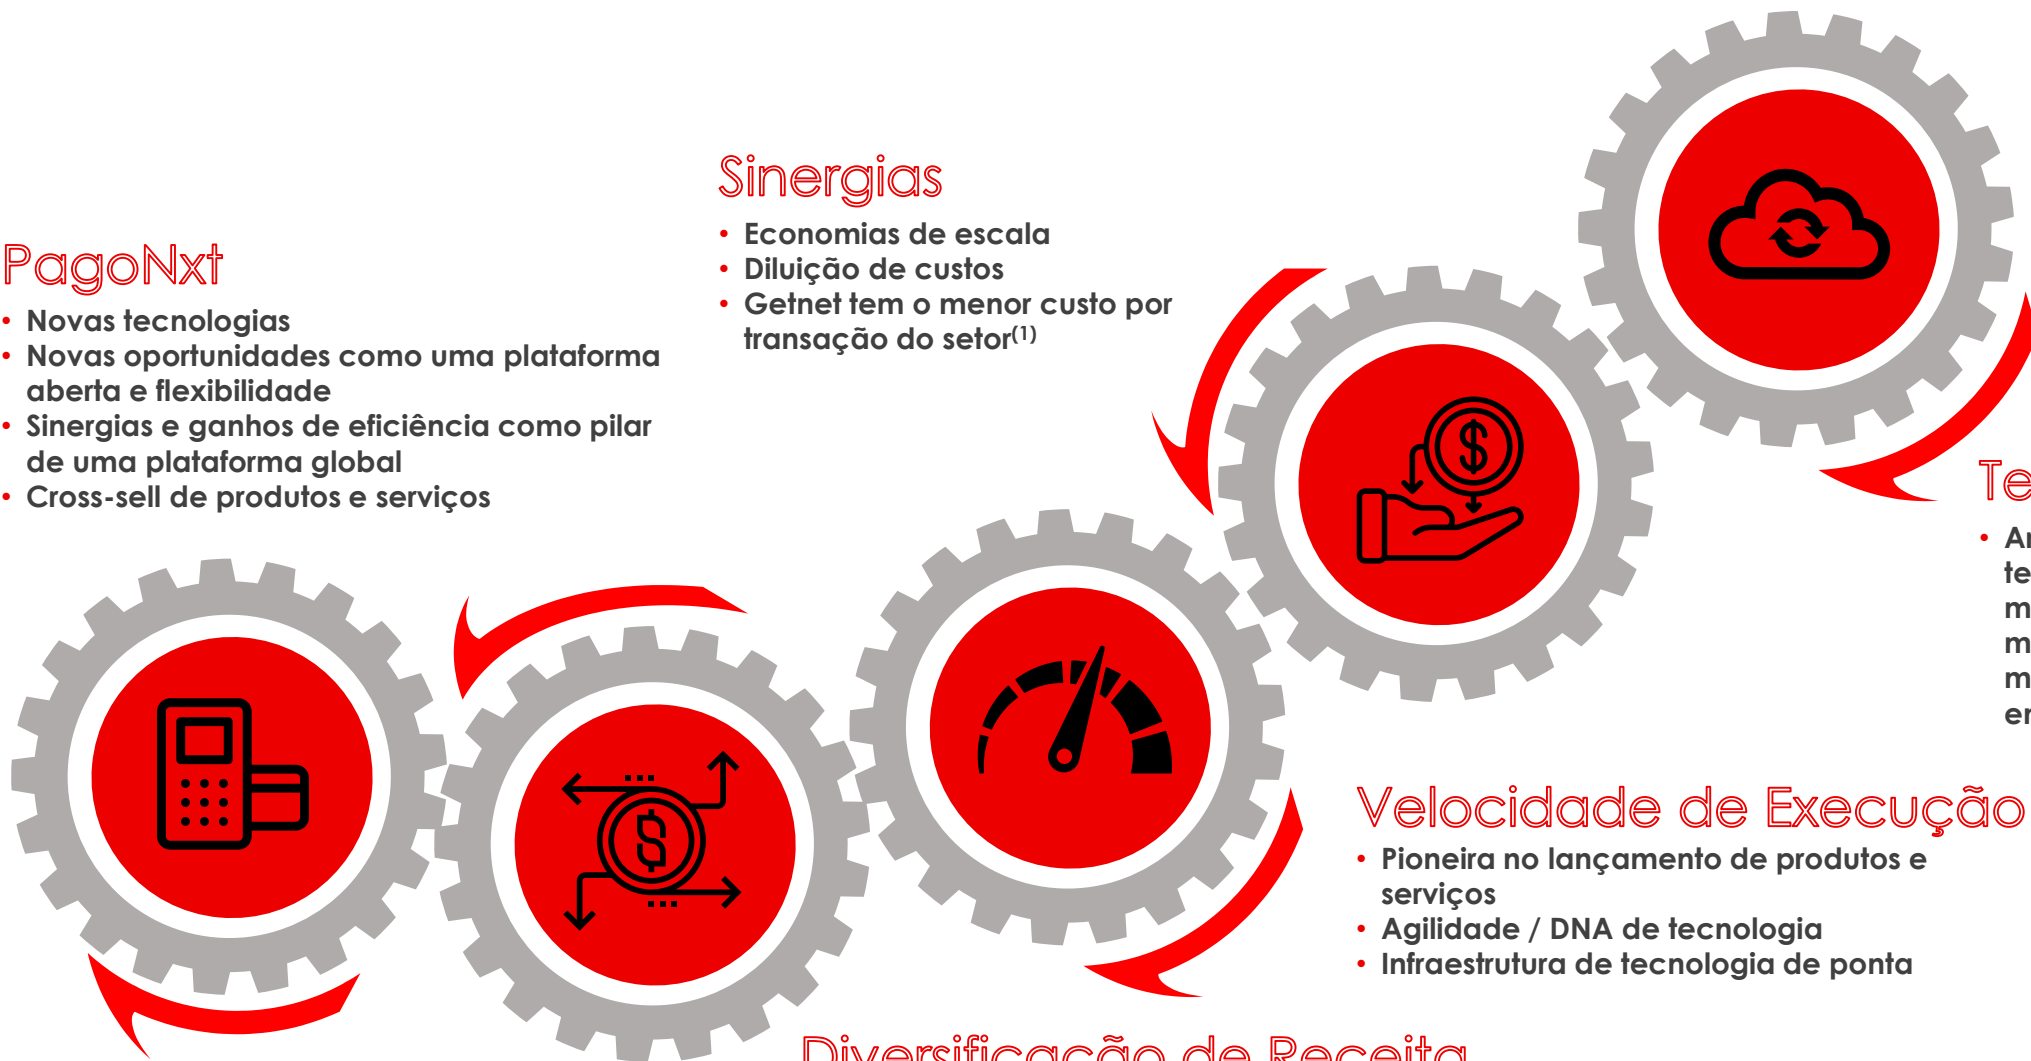 Sinergias
• Economias de escala
• Diluição de custos
• Getnet tem o menor custo por
transação do setor(1)
PagoNxt
• Novas tecnologias
• Novas oportunidades como uma plataforma
aberta e flexibilidade
• Sinergias e ganhos de eficiência como pilar
de uma plataforma global
• Cross-sell de produtos e serviços
Velocidade de Execução
• Pioneira no lançamento de produtos e
serviços
• Agilidade / DNA de tecnologia
• Infraestrutura de tecnologia de ponta
Diversificação de Receita